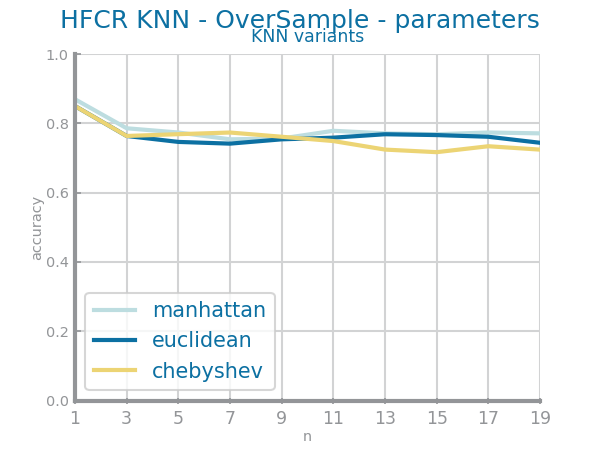 HFCR KNN - OverSample - parameters
KNN variants
1.0
0.8
0.6
0.4
0.2
0.0
accuracy
manhattan
euclidean
chebyshev
1 3 5 7 9 11 13 15 17 19
n